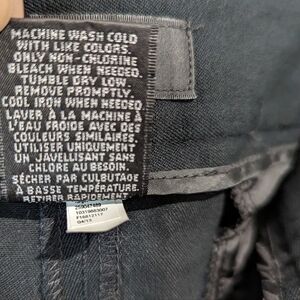 MACHINE WASH COLD
WITH LIKE COLORS.
ONLY NON-CHLORINE
BLEACH WHEN NEEDED.
TUMBLE DRY LOW
REMOVE PROMPTLY.
COOL IRON WHEN NEEDED.
LAVER À LA MACHINE À
L'EAU FROIDE AVEC DES
COULEURS SIMILAIRES
UTILISER UNIQUEMENT
UN JAVELLISANT SANS
CHLORE AU BESOIN.
SÉCHER PAR CULBUTAGE
À BASSE TEMPÉRATURE.
RETIRER RAPIDEMENT.